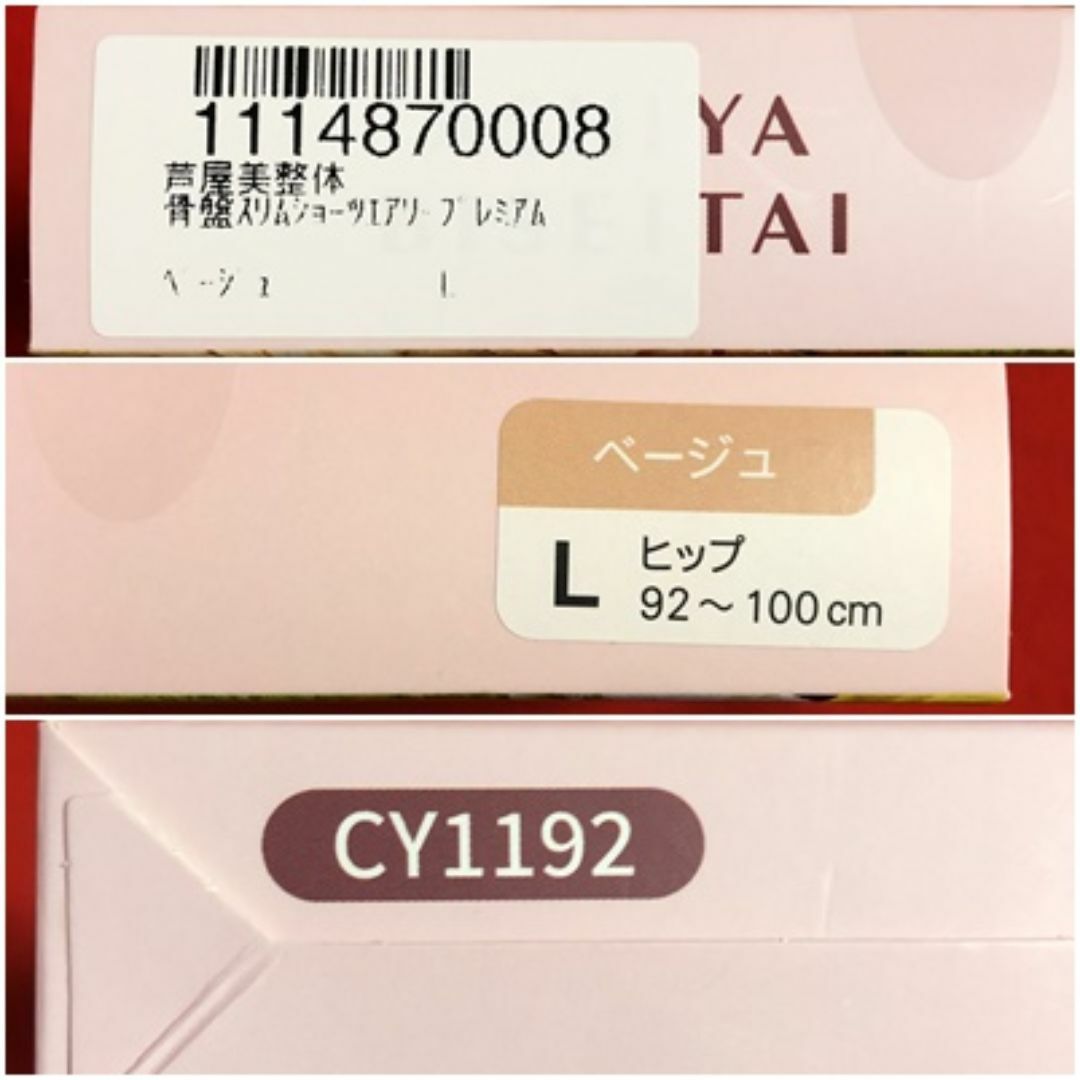 1114870008
芦屋美整体
骨盤スリムショーツエアリープレミアム
ベージュ L
YA
TAI
ベージュ
L ヒップ
92～100cm
CY1192